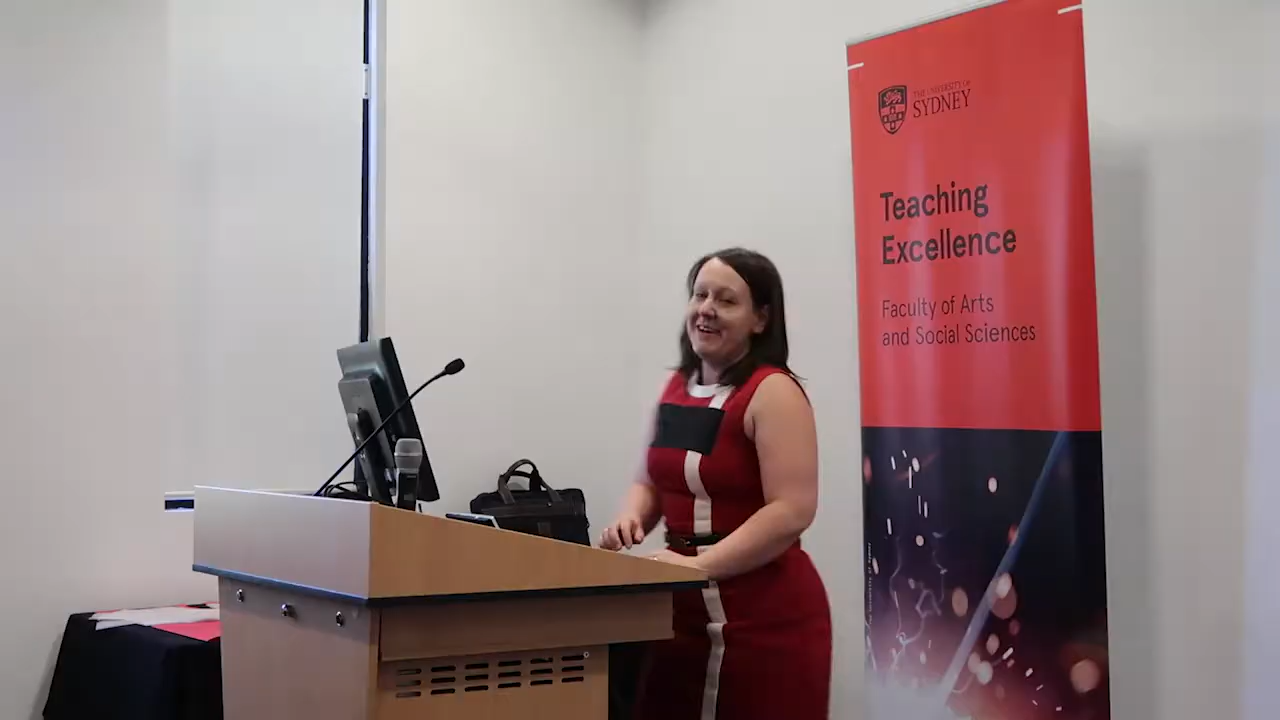 THE UNIVERSITY OF
SYDNEY
Teaching
Excellence
Faculty of Arts
and Social Sciences